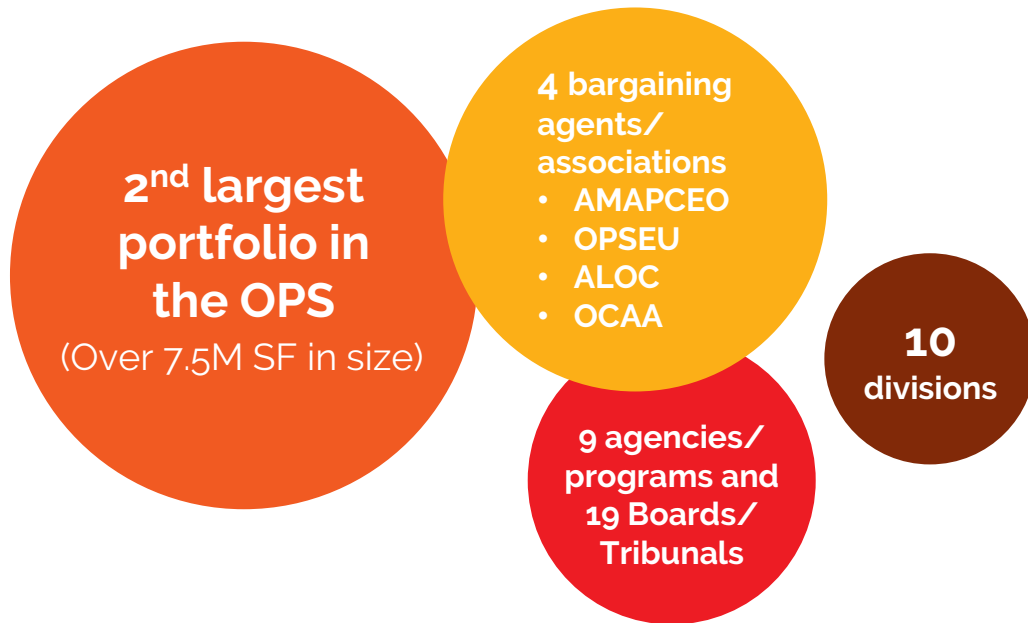 2nd largest
portfolio in
the OPS
(Over 7.5M SF in size)
4 bargaining
agents/
associations
• AMAPCEO
• OPSEU
• ALOC
• OCAA
9 agencies/
programs and
19 Boards/
Tribunals
10
divisions